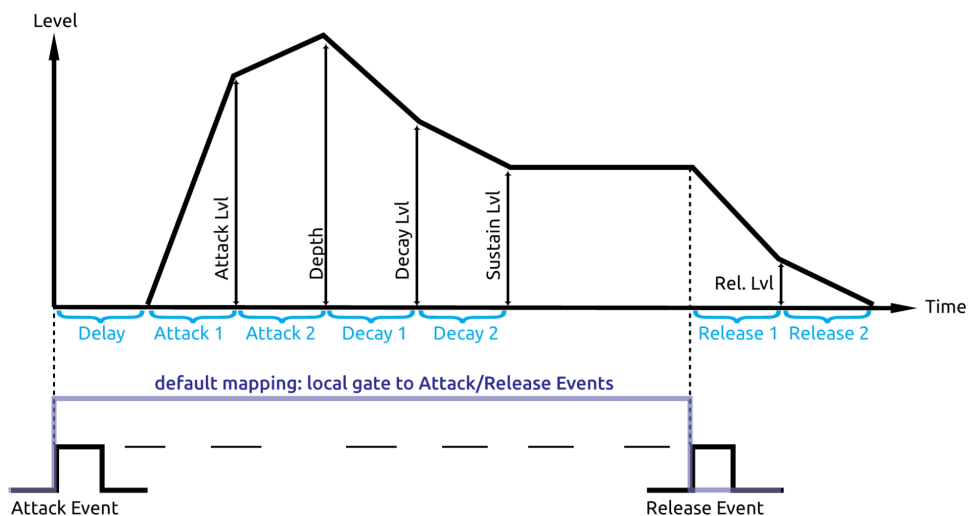 Level
Attack Lvl
Depth
Decay Lvl
Sustain Lvl
Rel. Lvl
Time
Delay
Attack 1
Attack 2
Decay 1
Decay 2
Release 1
Release 2
default mapping: local gate to Attack/Release Events
Attack Event
Release Event